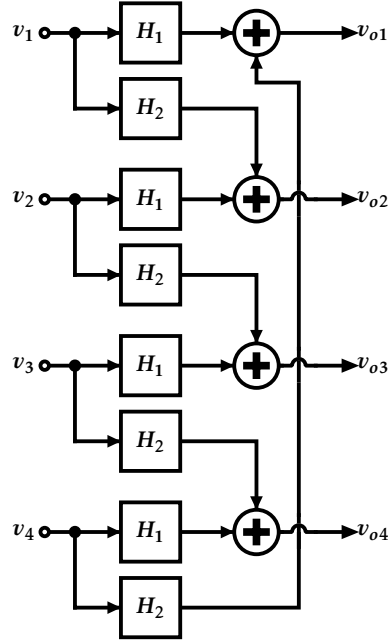 v₁ H₁ vₒ₁
H₂
v₂ H₁ vₒ₂
H₂
v₃ H₁ vₒ₃
H₂
v₄ H₁ vₒ₄
H₂